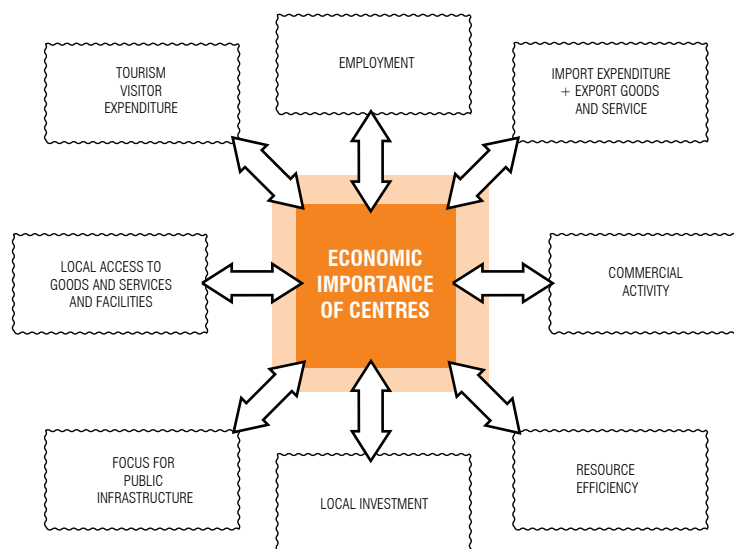 TOURISM
VISITOR
EXPENDITURE
EMPLOYMENT
IMPORT EXPENDITURE
+ EXPORT GOODS
AND SERVICE
LOCAL ACCESS TO
GOODS AND SERVICES
AND FACILITIES
ECONOMIC
IMPORTANCE
OF CENTRES
COMMERCIAL
ACTIVITY
FOCUS FOR
PUBLIC
INFRASTRUCTURE
LOCAL INVESTMENT
RESOURCE
EFFICIENCY